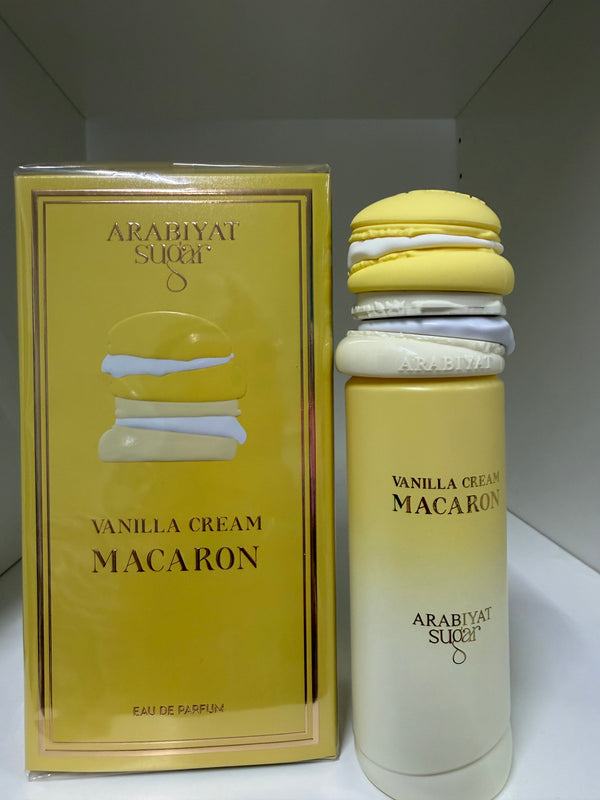 ARABIYAT
sugar
VANILLA CREAM
MACARON
EAU DE PARFUM
ARABIYAT
VANILLA CREAM
MACARON
ARABIYAT
sugar